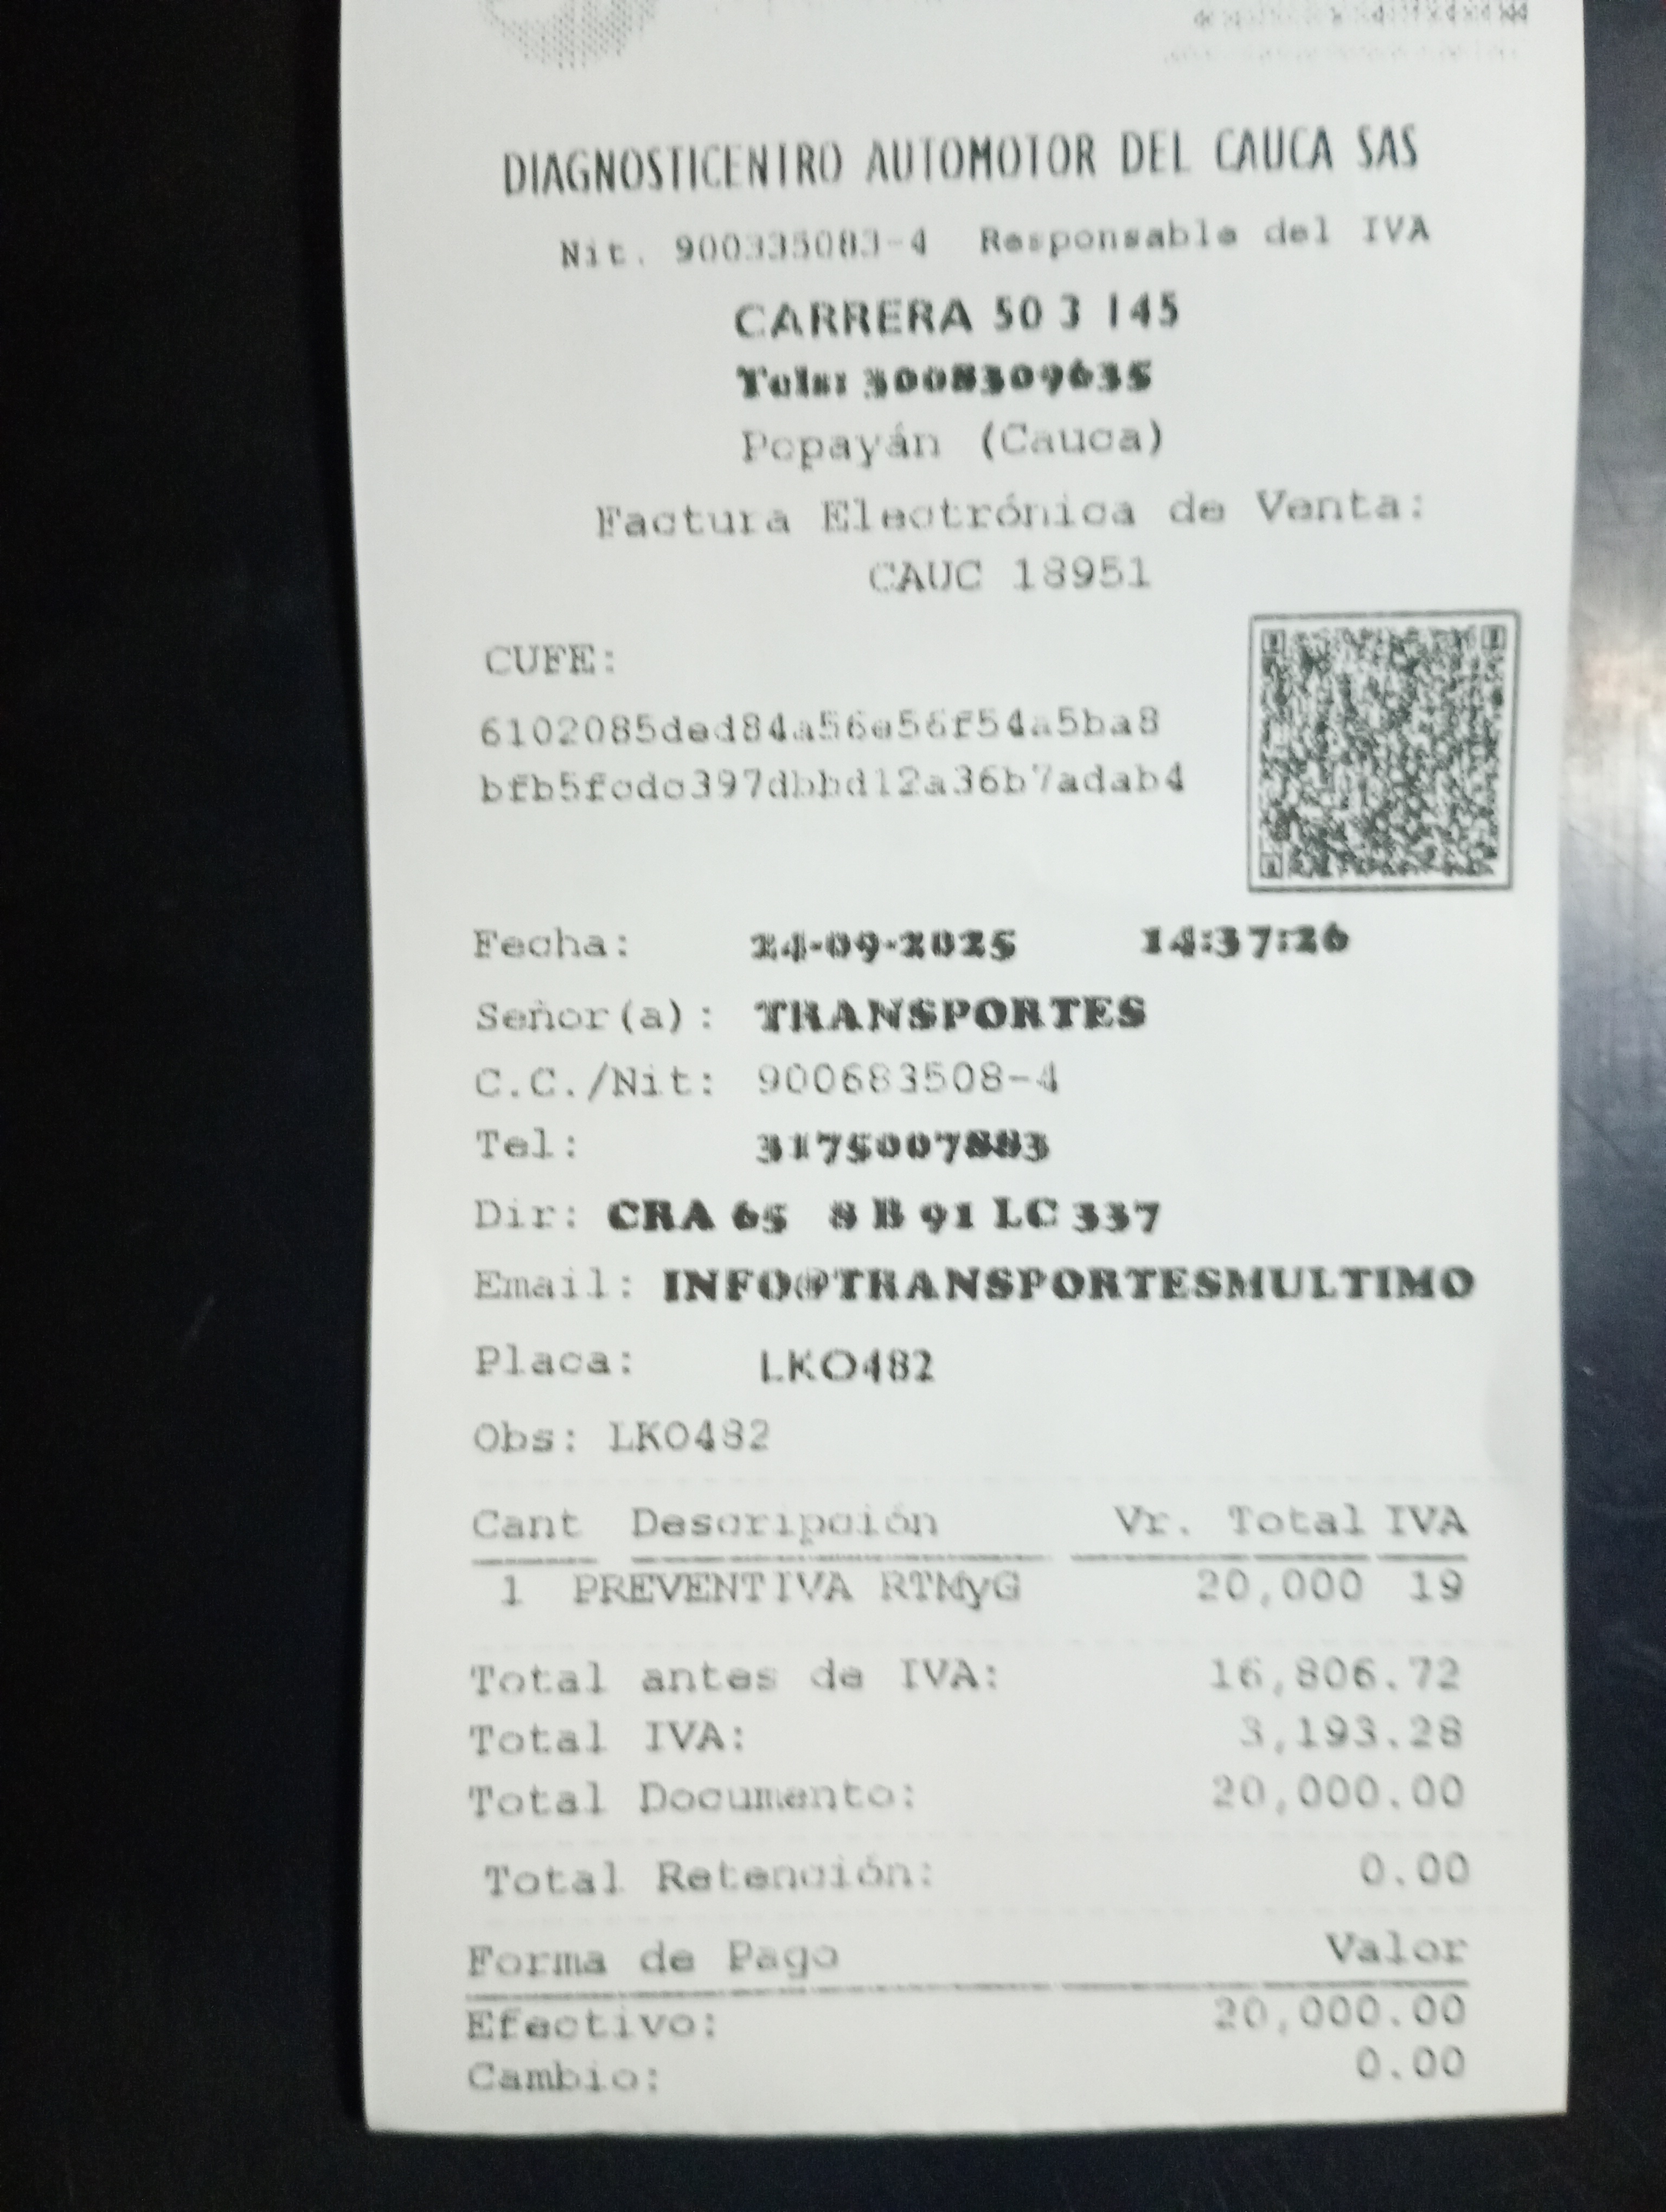 DIAGNOSTICENTRO AUTOMOTOR DEL CAUCA SAS
Nit. 900335083-4 Responsable del IVA
CARRERA 50 3 145
Tels: 3008309635
Popayán (Cauca)
Factura Electrónica de Venta:
CAUC 18951
CUFE:
6102085ded84a56e56f54a5ba8
bfb5fcdc397dbbd12a36b7adab4
Fecha: 24-09-2025 14:37:26
Señor(a): TRANSPORTES
C.C./Nit: 900683508-4
Tel: 3175007883
Dir: CRA 65 8 B 91 LC 337
Email: INFO@TRANSPORTESMULTIMO
Placa: LKO482
Obs: LKO482
Cant Descripción Vr. Total IVA
1 PREVENTIVA RTMyG 20,000 19
Total antes de IVA: 16,806.72
Total IVA: 3,193.28
Total Documento: 20,000.00
Total Retención: 0.00
Forma de Pago Valor
Efectivo: 20,000.00
Cambio: 0.00